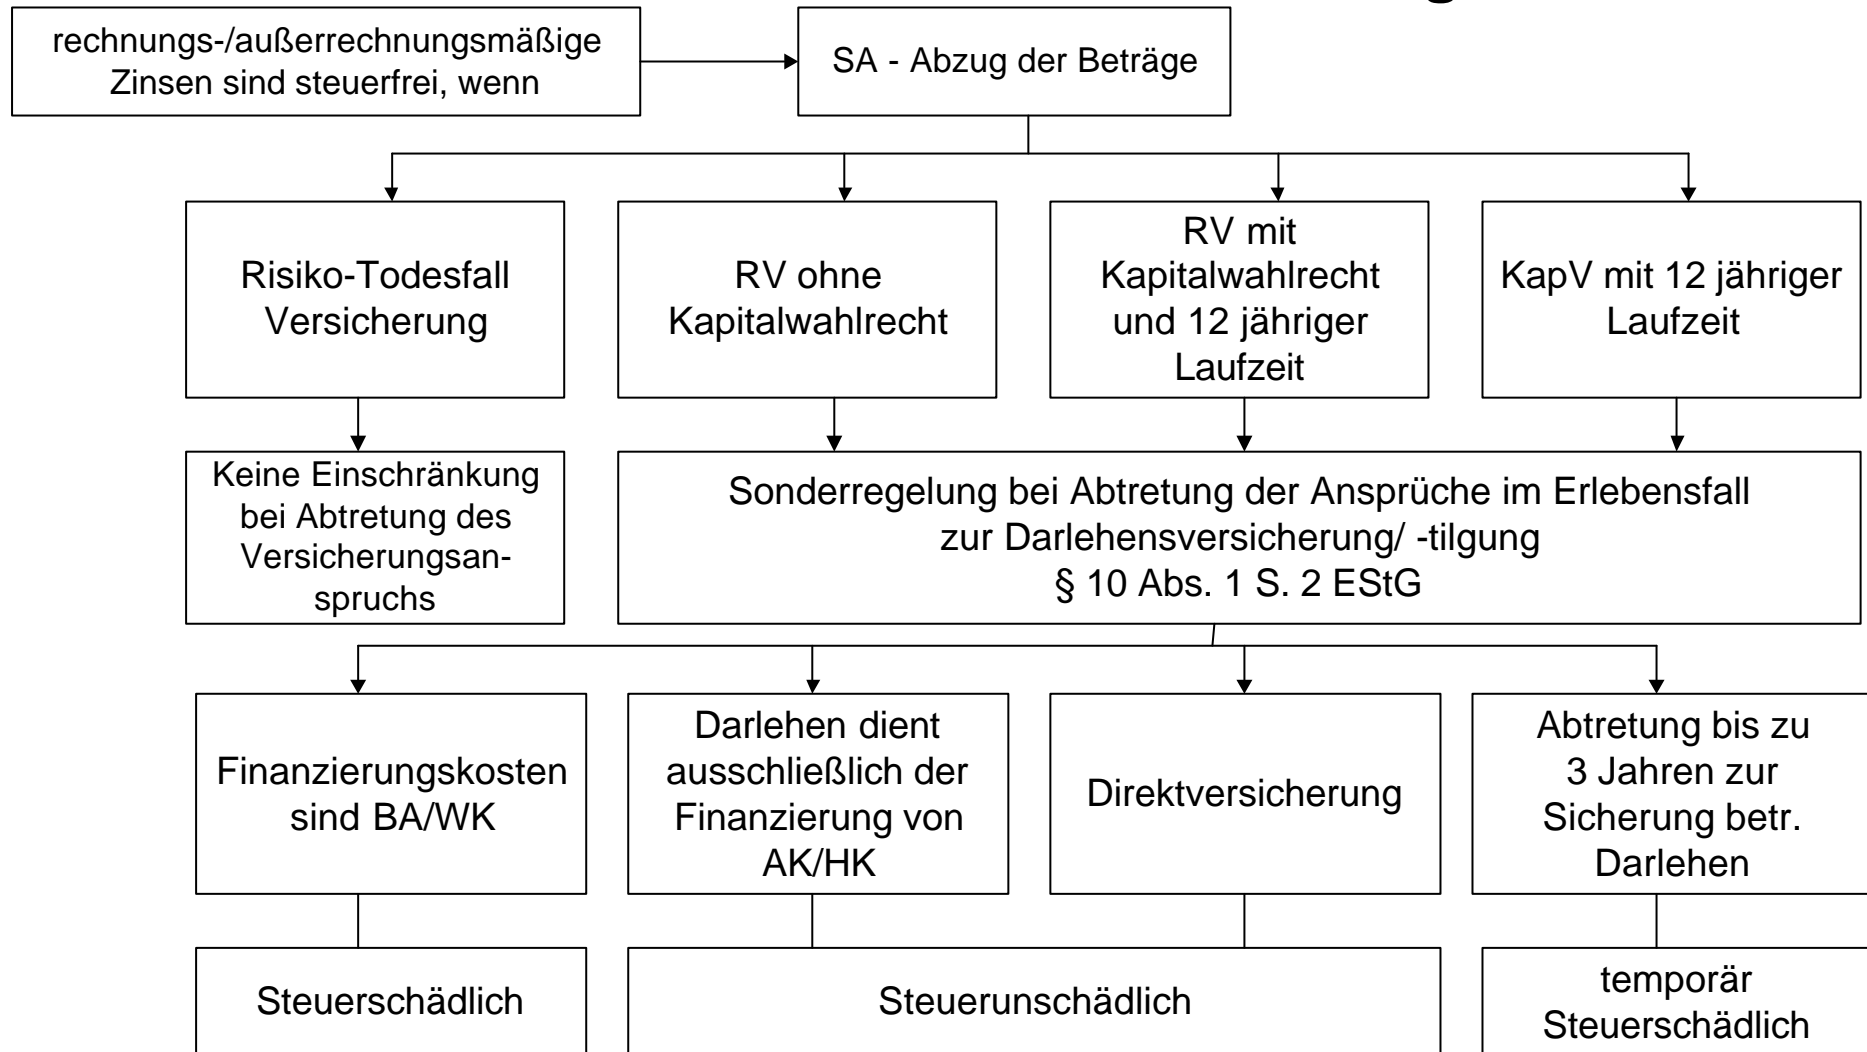 rechnungs-/außerrechnungsmäßige
Zinsen sind steuerfrei, wenn
SA - Abzug der Beträge
Risiko-Todesfall
Versicherung
RV ohne
Kapitalwahlrecht
RV mit
Kapitalwahlrecht
und 12 jähriger
Laufzeit
KapV mit 12 jähriger
Laufzeit
Keine Einschränkung
bei Abtretung des
Versicherungsan-
spruchs
Sonderregelung bei Abtretung der Ansprüche im Erlebensfall
zur Darlehensversicherung/ -tilgung
§ 10 Abs. 1 S. 2 EStG
Finanzierungskosten
sind BA/WK
Darlehen dient
ausschließlich der
Finanzierung von
AK/HK
Direktversicherung
Abtretung bis zu
3 Jahren zur
Sicherung betr.
Darlehen
Steuerschädlich
Steuerunschädlich
temporär
Steuerschädlich